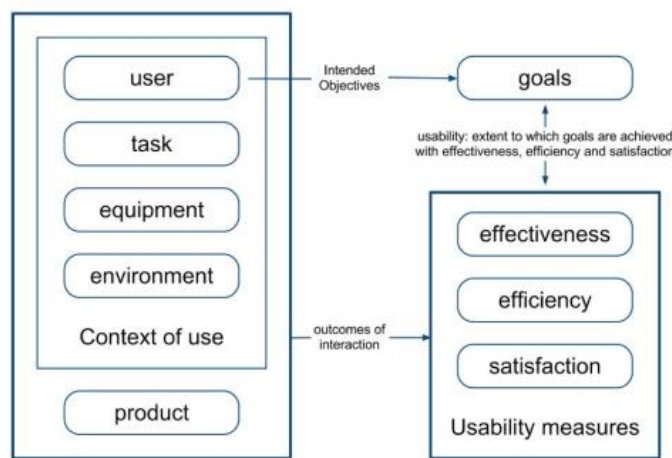 user
task
equipment
environment
Context of use
product
Intended
Objectives
goals
usability: extent to which goals are achieved
with effectiveness, efficiency and satisfaction
outcomes of
interaction
effectiveness
efficiency
satisfaction
Usability measures